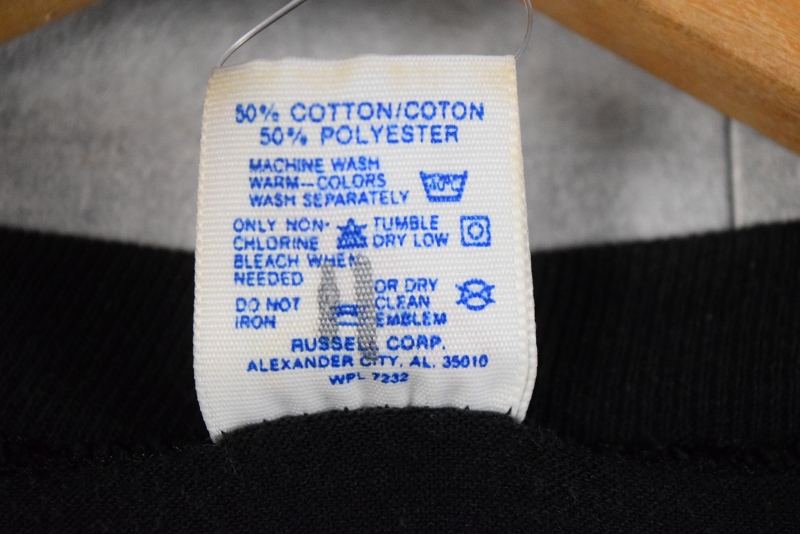 50% COTTON/COTON
50% POLYESTER
MACHINE WASH
WARM-COLORS
WASH SEPARATELY
40°C
ONLY NON-
CHLORINE
BLEACH WHEN
NEEDED
TUMBLE
DRY LOW
DO NOT
IRON
OR DRY
CLEAN
EMBLEM
RUSSELL CORP.
ALEXANDER CITY, AL. 35010
WPL 7232